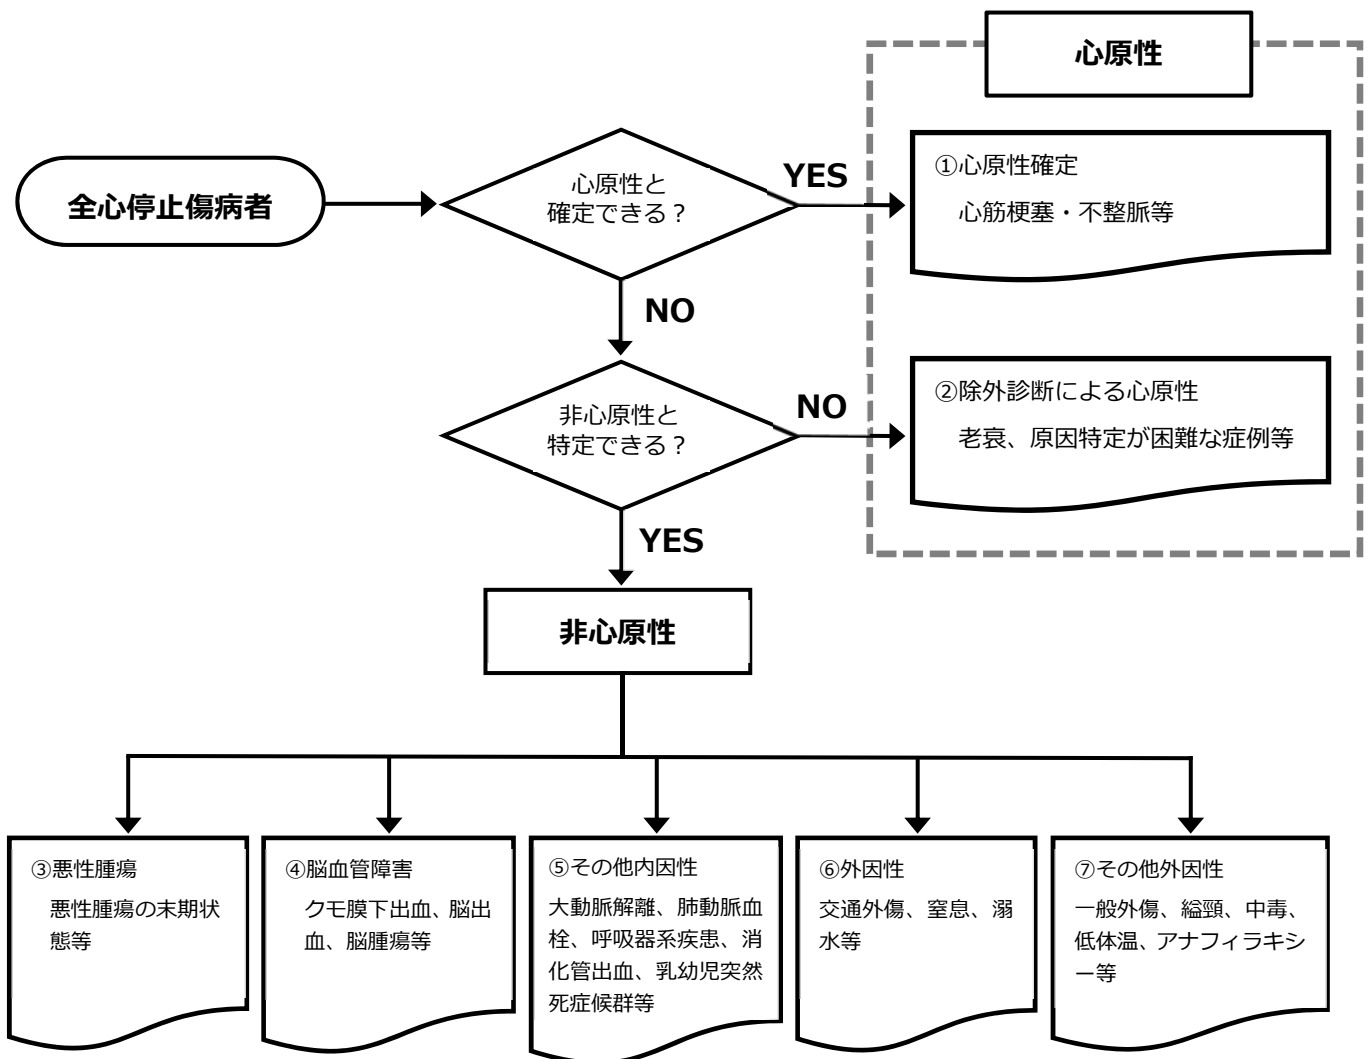 心原性
全心停止傷病者
心原性と
確定できる？
YES
①心原性確定
心筋梗塞・不整脈等
NO
非心原性と
特定できる？
NO
②除外診断による心原性
老衰、原因特定が困難な症例等
YES
非心原性
③悪性腫瘍
悪性腫瘍の末期状
態等
④脳血管障害
クモ膜下出血、脳出
血、脳腫瘍等
⑤その他内因性
大動脈解離、肺動脈血
栓、呼吸器系疾患、消
化管出血、乳幼児突然
死症候群等
⑥外因性
交通外傷、窒息、溺
水等
⑦その他外因性
一般外傷、縊頸、中毒、
低体温、アナフィラキシ
ー等